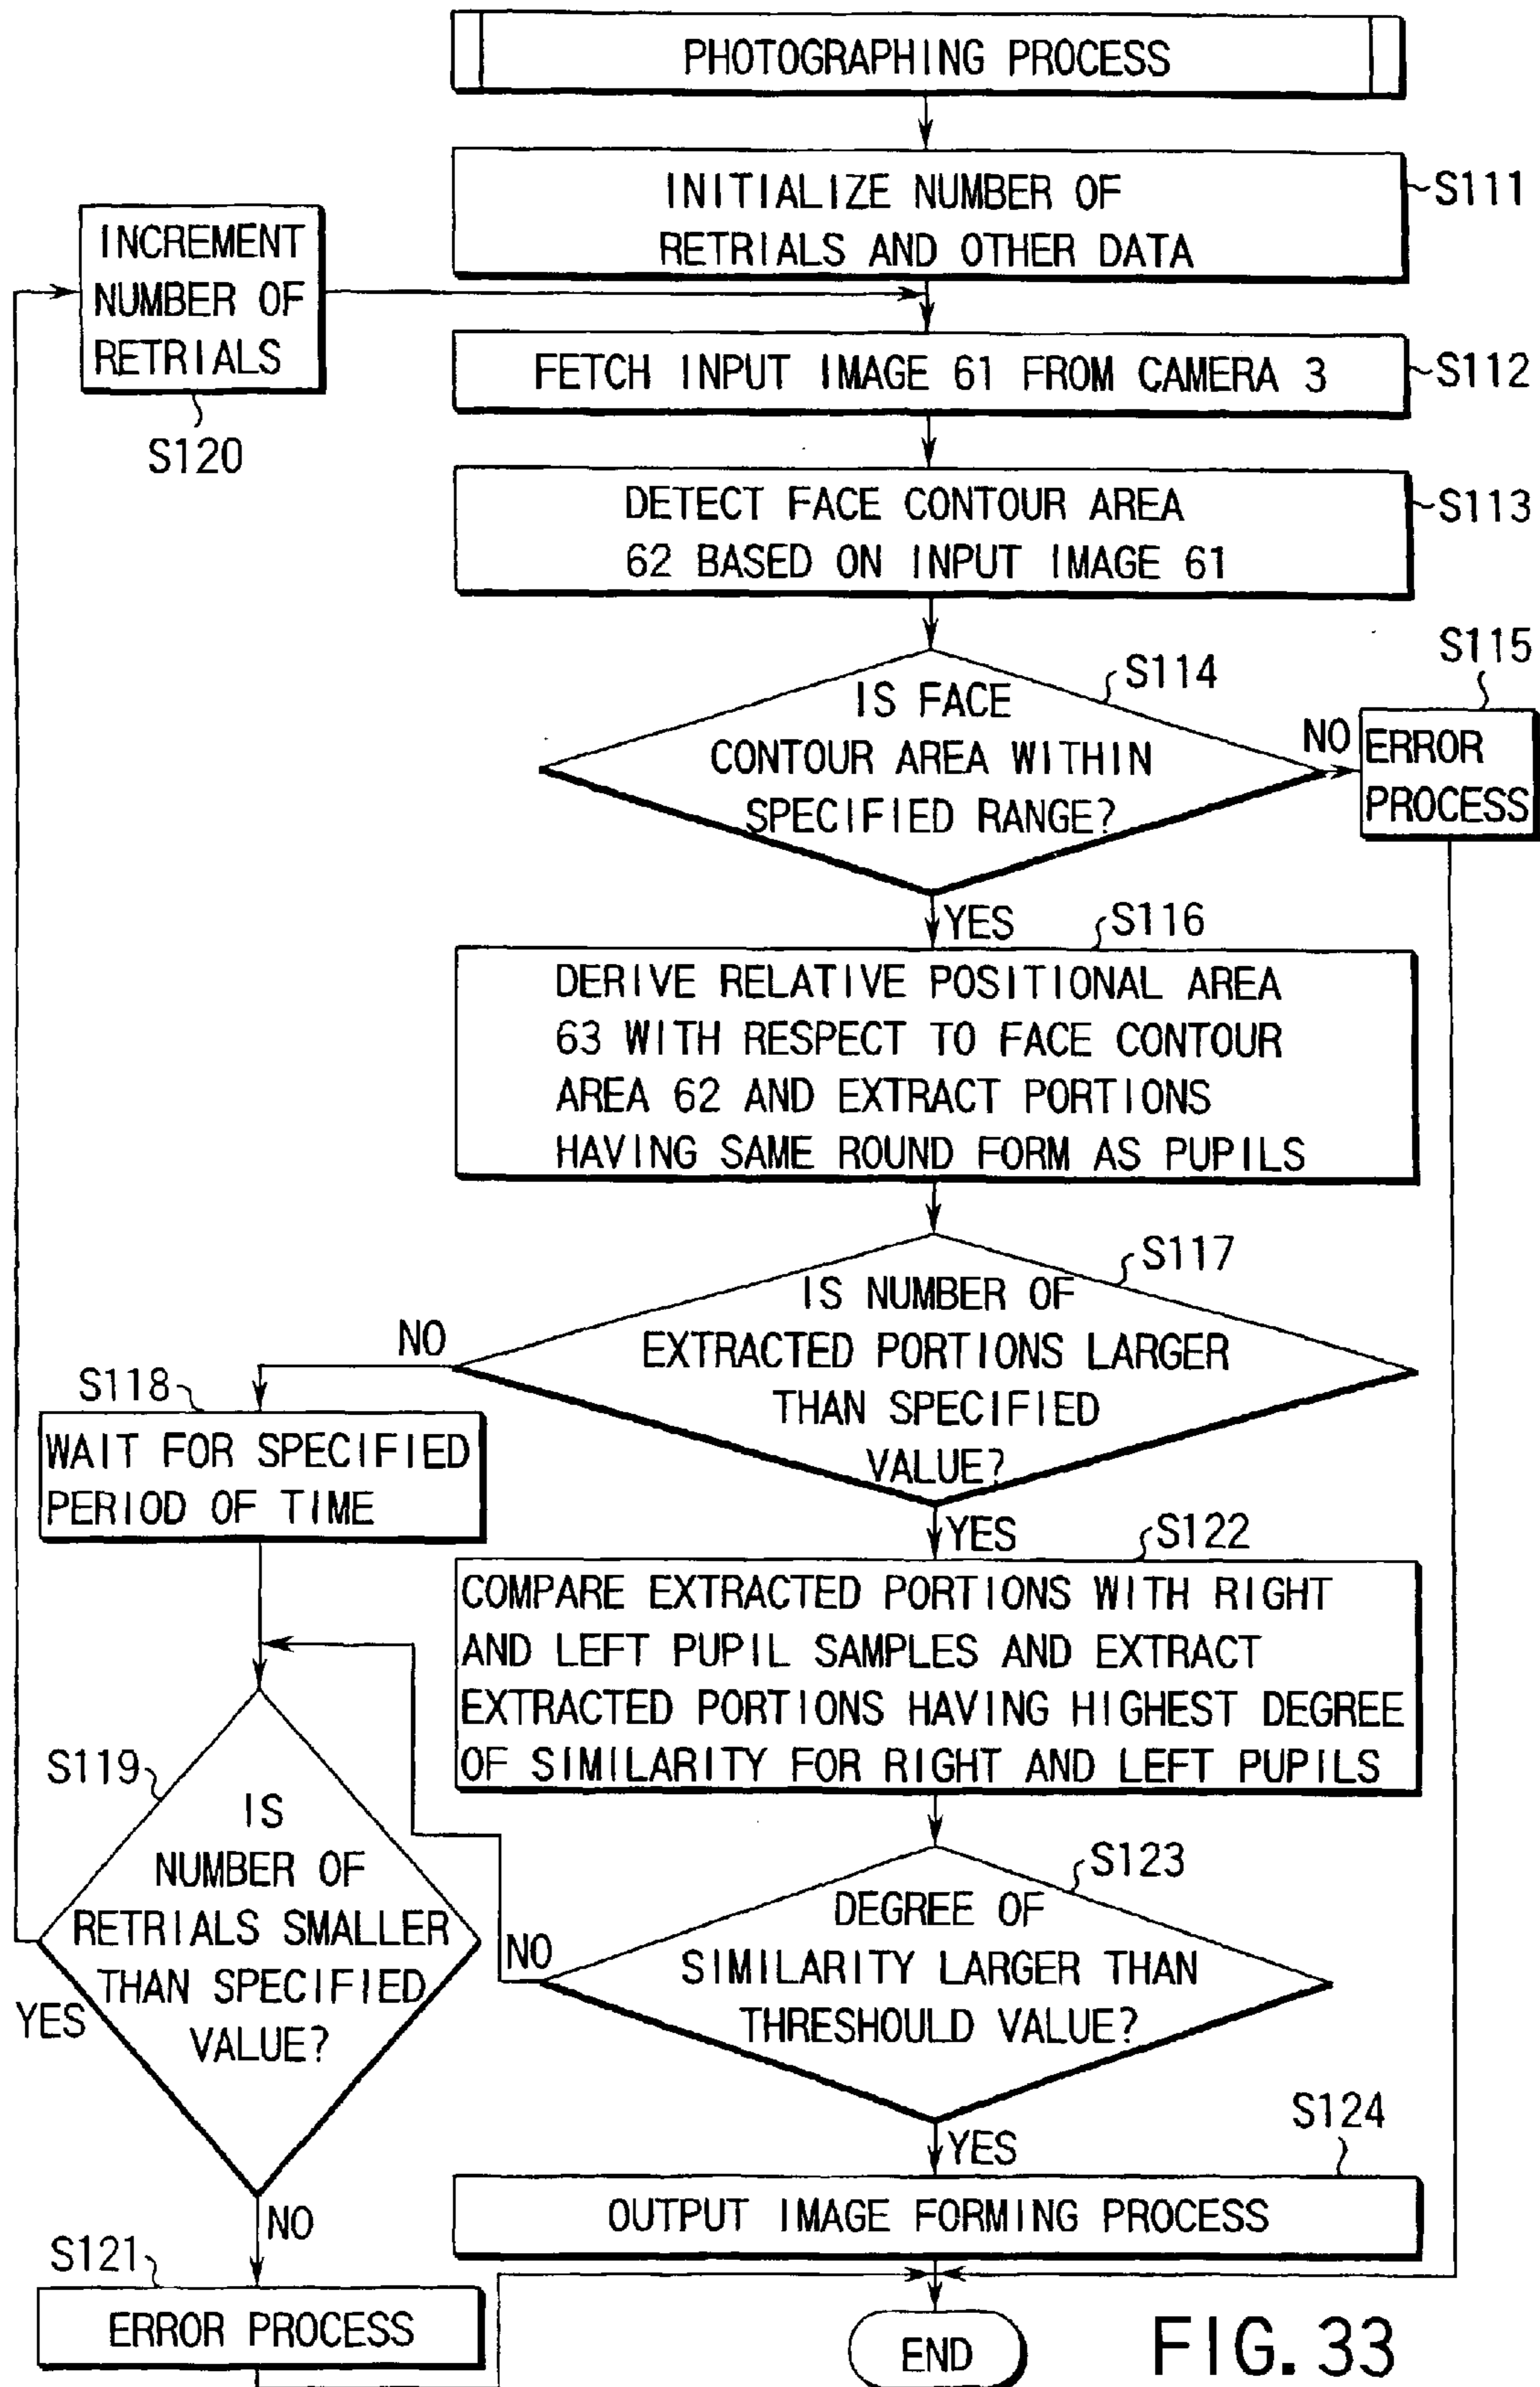 PHOTOGRAPHING PROCESS
INITIALIZE NUMBER OF
RETRIALS AND OTHER DATA
S111
INCREMENT
NUMBER OF
RETRIALS
S120
FETCH INPUT IMAGE 61 FROM CAMERA 3
S112
DETECT FACE CONTOUR AREA
62 BASED ON INPUT IMAGE 61
S113
IS FACE
CONTOUR AREA WITHIN
SPECIFIED RANGE?
S114
NO
S115
ERROR
PROCESS
YES
S116
DERIVE RELATIVE POSITIONAL AREA
63 WITH RESPECT TO FACE CONTOUR
AREA 62 AND EXTRACT PORTIONS
HAVING SAME ROUND FORM AS PUPILS
S117
IS NUMBER OF
EXTRACTED PORTIONS LARGER
THAN SPECIFIED
VALUE?
NO
S118
WAIT FOR SPECIFIED
PERIOD OF TIME
YES
S122
COMPARE EXTRACTED PORTIONS WITH RIGHT
AND LEFT PUPIL SAMPLES AND EXTRACT
EXTRACTED PORTIONS HAVING HIGHEST DEGREE
OF SIMILARITY FOR RIGHT AND LEFT PUPILS
S119
IS
NUMBER OF
RETRIALS SMALLER
THAN SPECIFIED
VALUE?
YES
S123
DEGREE OF
SIMILARITY LARGER THAN
THRESHOULD VALUE?
NO
YES
S124
OUTPUT IMAGE FORMING PROCESS
NO
S121
ERROR PROCESS
END
FIG. 33